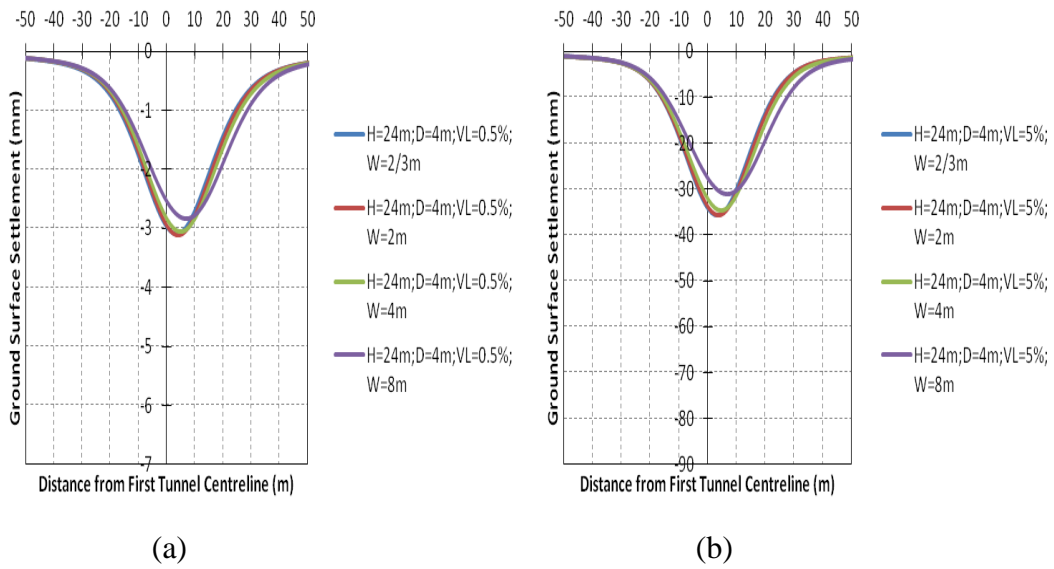 -50 -40 -30 -20 -10 0 10 20 30 40 50
0
-1
-2
-3
-4
-5
-6
-7
Ground Surface Settlement (mm)
H=24m;D=4m;VL=0.5%;
W=2/3m
H=24m;D=4m;VL=0.5%;
W=2m
H=24m;D=4m;VL=0.5%;
W=4m
H=24m;D=4m;VL=0.5%;
W=8m
Distance from First Tunnel Centreline (m)
(a)
-50 -40 -30 -20 -10 0 10 20 30 40 50
0
-10
-20
-30
-40
-50
-60
-70
-80
-90
Ground Surface Settlement (mm)
H=24m;D=4m;VL=5%;
W=2/3m
H=24m;D=4m;VL=5%;
W=2m
H=24m;D=4m;VL=5%;
W=4m
H=24m;D=4m;VL=5%;
W=8m
Distance from First Tunnel Centreline (m)
(b)